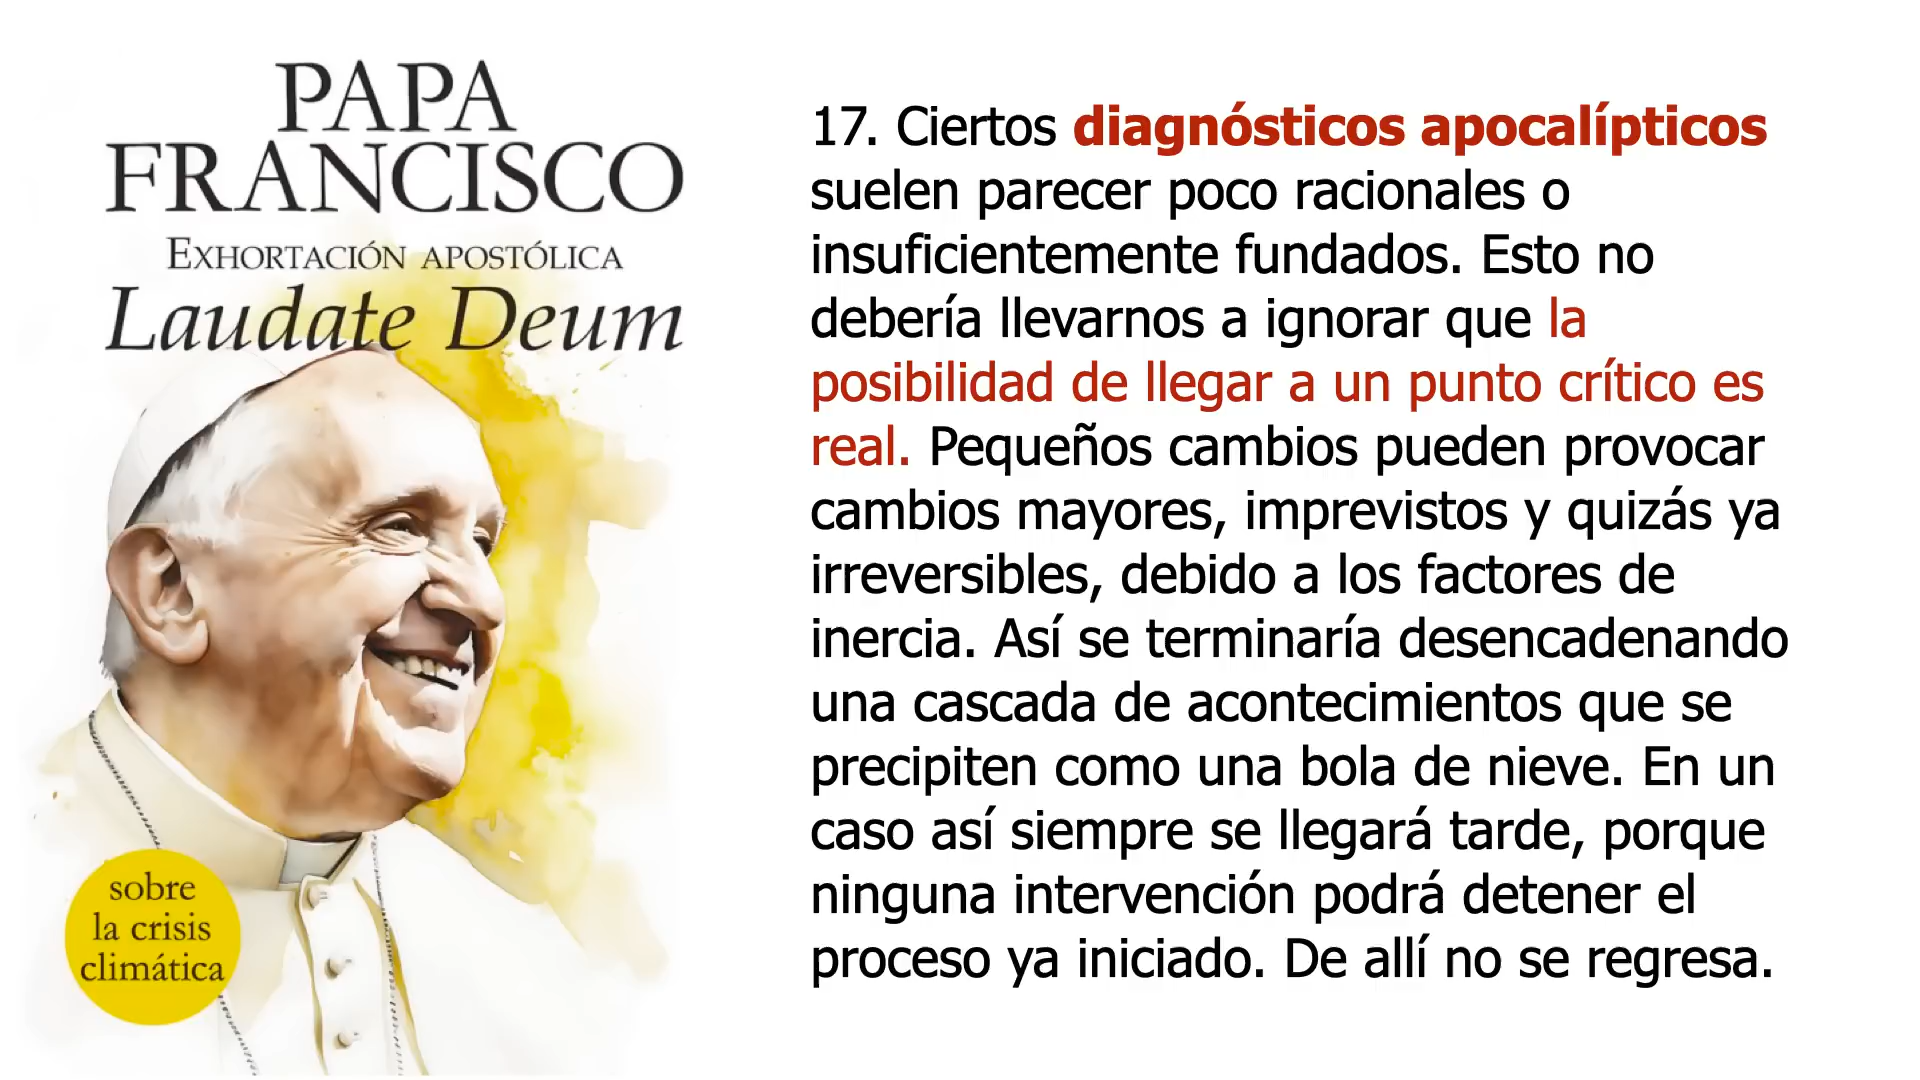 PAPA
FRANCISCO
EXHORTACIÓN APOSTÓLICA
Laudate Deum
sobre
la crisis
climática
17. Ciertos diagnósticos apocalípticos
suelen parecer poco racionales o
insuficientemente fundados. Esto no
debería llevarnos a ignorar que la
posibilidad de llegar a un punto crítico es
real. Pequeños cambios pueden provocar
cambios mayores, imprevistos y quizás ya
irreversibles, debido a los factores de
inercia. Así se terminaría desencadenando
una cascada de acontecimientos que se
precipiten como una bola de nieve. En un
caso así siempre se llegará tarde, porque
ninguna intervención podrá detener el
proceso ya iniciado. De allí no se regresa.